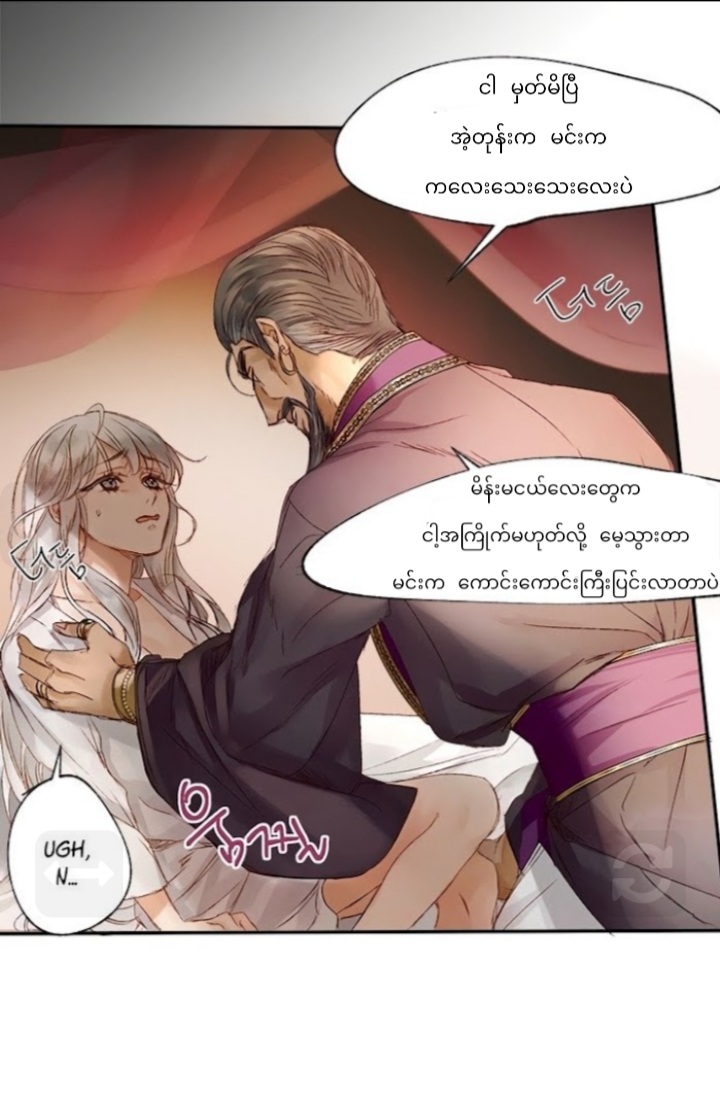 ငါ မှတ်မိပြီ
အဲ့တုန်းက မင်းက
ကလေးသေးသေးလေးပဲ
မိန်းမငယ်လေးတွေက
ငါ့အကြိုက်မဟုတ်လို့ မေ့သွားတာ
မင်းက ကောင်းကောင်းကြီးပြင်းလာတာပဲ
UGH,
N...